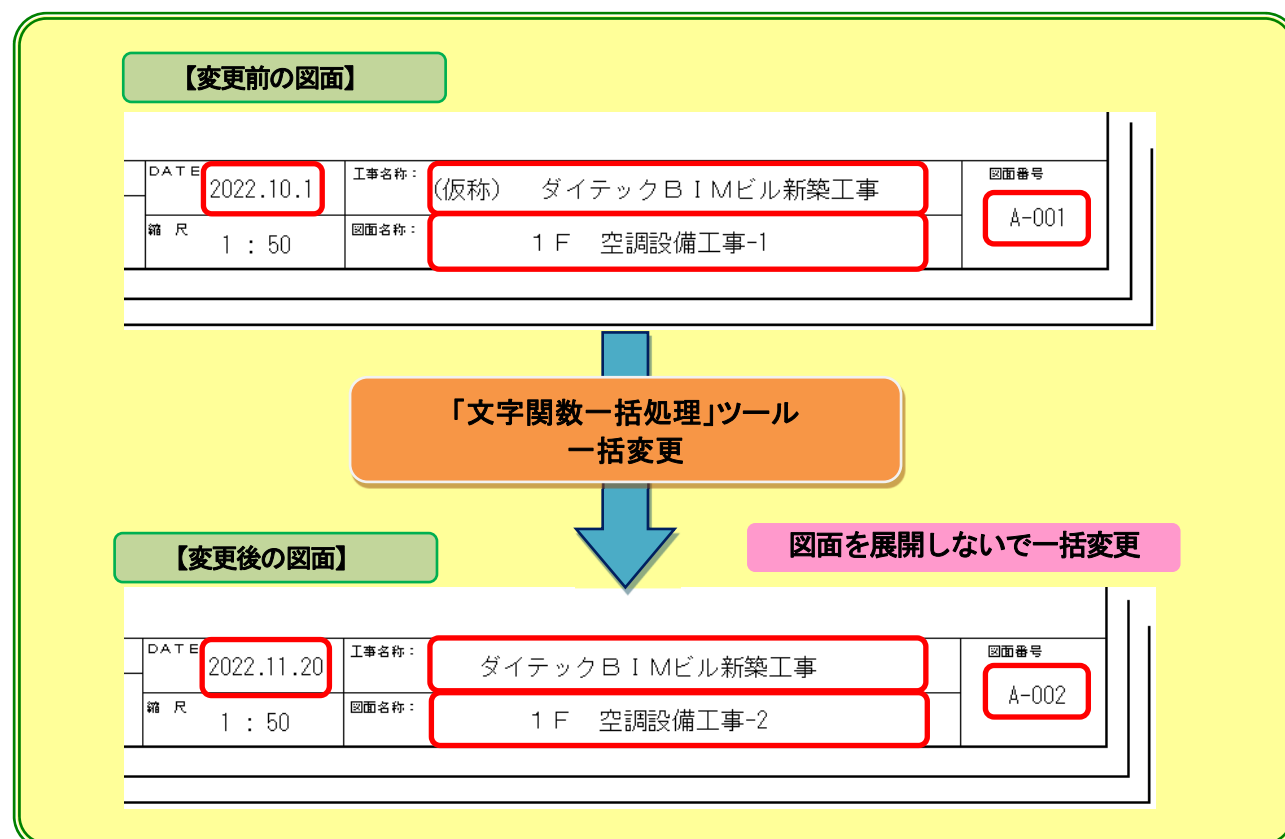 【変更前の図面】
DATE 2022.10.1 工事名称： (仮称)　ダイテックＢＩＭビル新築工事 図面番号
A-001
縮 尺 1 : 50 図面名称： １Ｆ　空調設備工事-1
「文字関数一括処理」ツール
一括変更
図面を展開しないで一括変更
【変更後の図面】
DATE 2022.11.20 工事名称： ダイテックＢＩＭビル新築工事 図面番号
A-002
縮 尺 1 : 50 図面名称： １Ｆ　空調設備工事-2